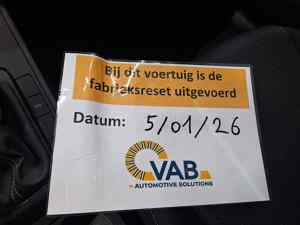 Bij dit voertuig is de
fabrieksreset uitgevoerd
Datum: 5/01/26
VAB
AUTOMOTIVE SOLUTIONS